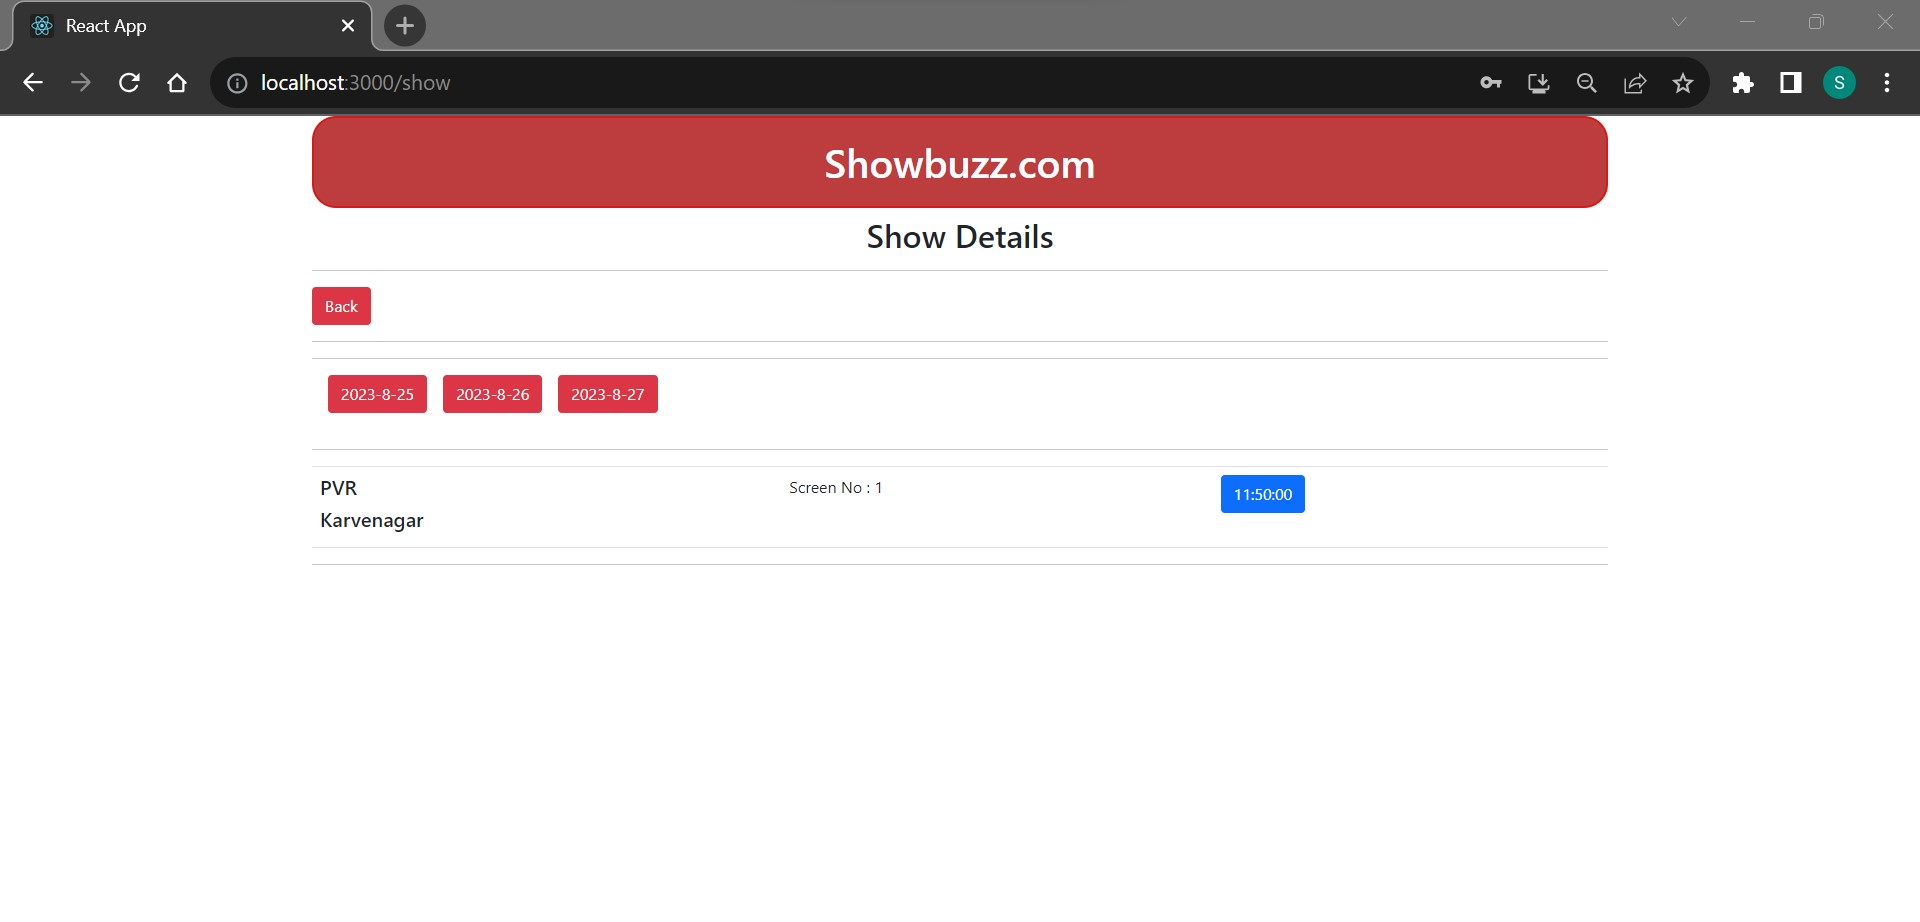 React App
localhost:3000/show
S
Showbuzz.com
Show Details
Back
2023-8-25 2023-8-26 2023-8-27
PVR Screen No : 1 11:50:00
Karvenagar